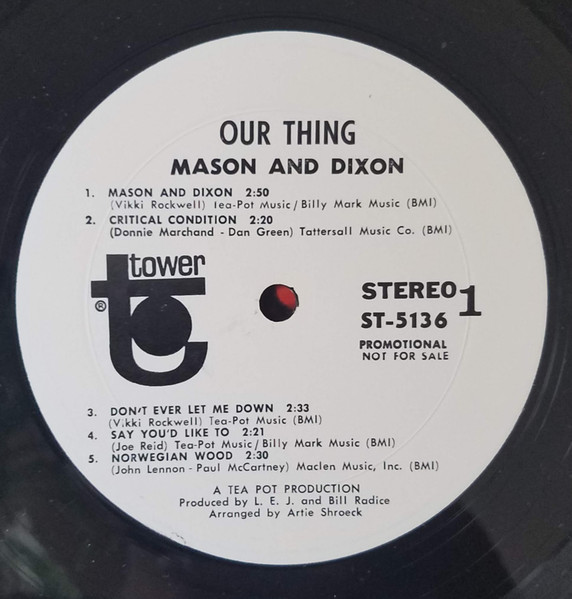 OUR THING
MASON AND DIXON
1. MASON AND DIXON 2:50
(Vikki Rockwell) Tea-Pot Music/Billy Mark Music (BMI)
2. CRITICAL CONDITION 2:20
(Donnie Marchand - Dan Green) Tattersall Music Co. (BMI)
tower
®
STEREO 1
ST-5136
PROMOTIONAL
NOT FOR SALE
3. DON'T EVER LET ME DOWN 2:33
(Vikki Rockwell) Tea-Pot Music (BMI)
4. SAY YOU'D LIKE TO 2:21
(Joe Reid) Tea-Pot Music/Billy Mark Music (BMI)
5. NORWEGIAN WOOD 2:30
(John Lennon - Paul McCartney) Maclen Music, Inc. (BMI)
A TEA POT PRODUCTION
Produced by L. E. J. and Bill Radice
Arranged by Artie Shroeck